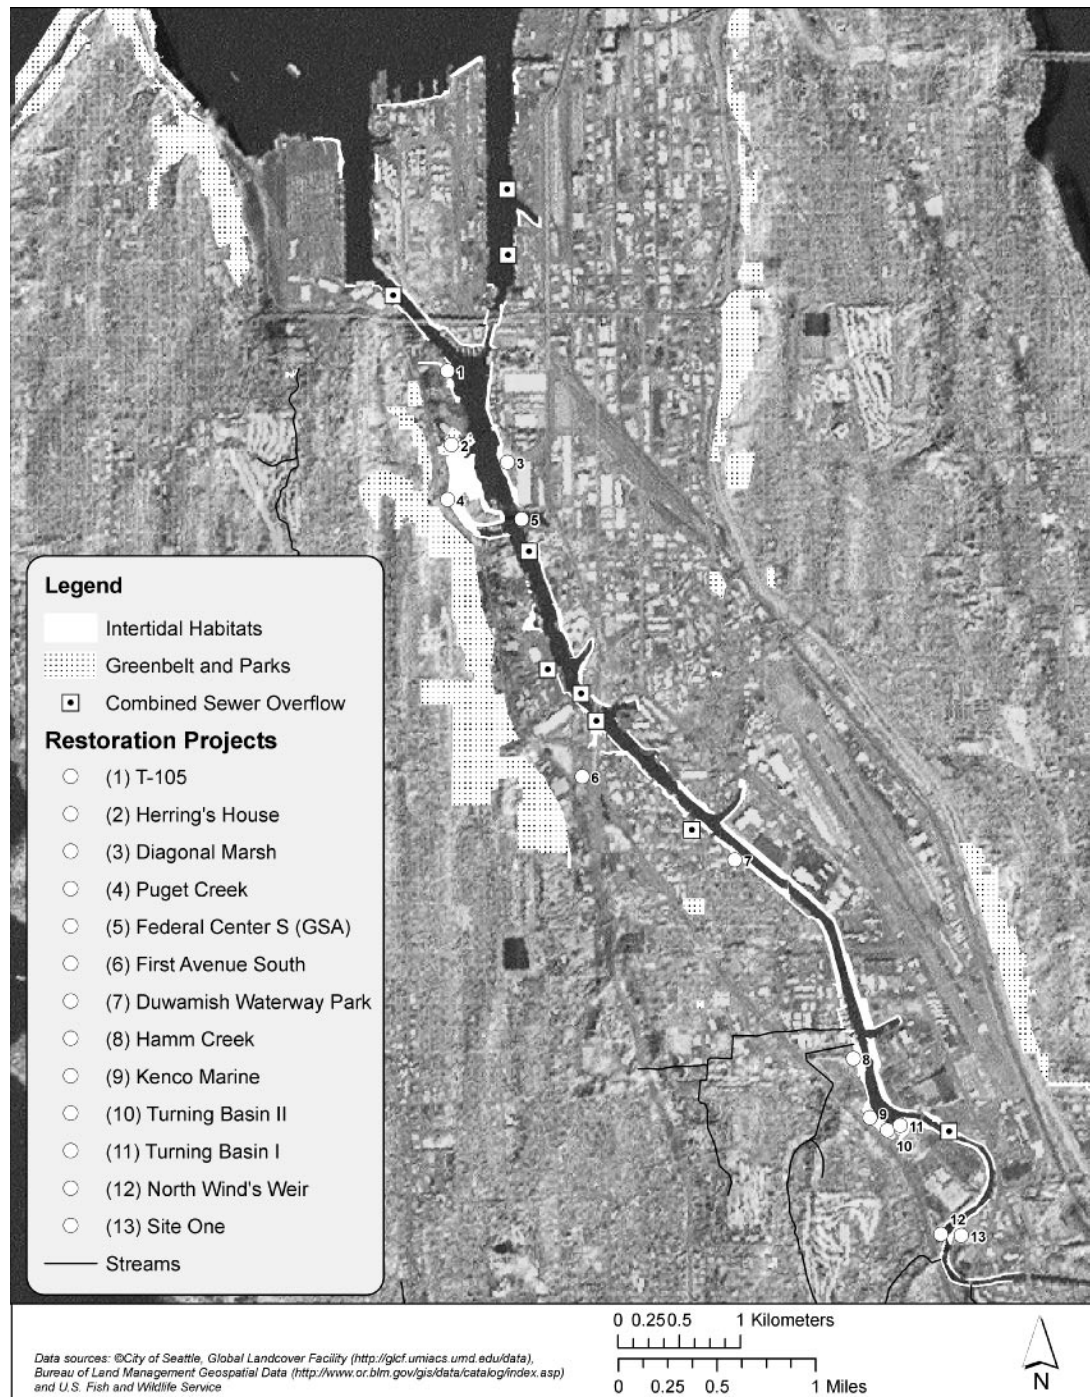 1
2
3
4
5
6
7
8
9
10
11
12
13
Legend
Intertidal Habitats
Greenbelt and Parks
Combined Sewer Overflow
Restoration Projects
(1) T-105
(2) Herring's House
(3) Diagonal Marsh
(4) Puget Creek
(5) Federal Center S (GSA)
(6) First Avenue South
(7) Duwamish Waterway Park
(8) Hamm Creek
(9) Kenco Marine
(10) Turning Basin II
(11) Turning Basin I
(12) North Wind's Weir
(13) Site One
Streams
0 0.25 0.5 1 Kilometers
0 0.25 0.5 1 Miles
N
Data sources: ©City of Seattle, Global Landcover Facility (http://glcf.umiacs.umd.edu/data),
Bureau of Land Management Geospatial Data (http://www.or.blm.gov/gis/data/catalog/index.asp)
and U.S. Fish and Wildlife Service